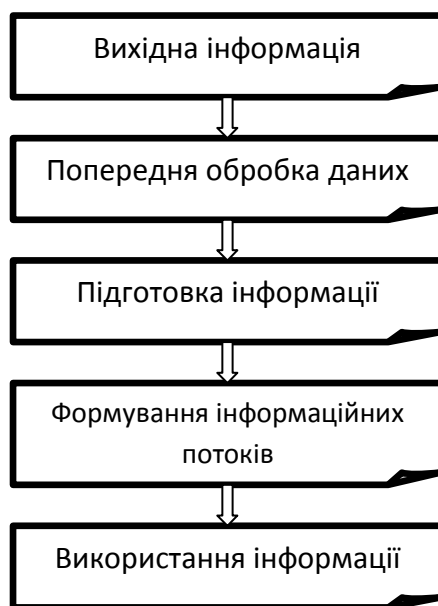 Вихідна інформація
Попередня обробка даних
Підготовка інформації
Формування інформаційних
потоків
Використання інформації